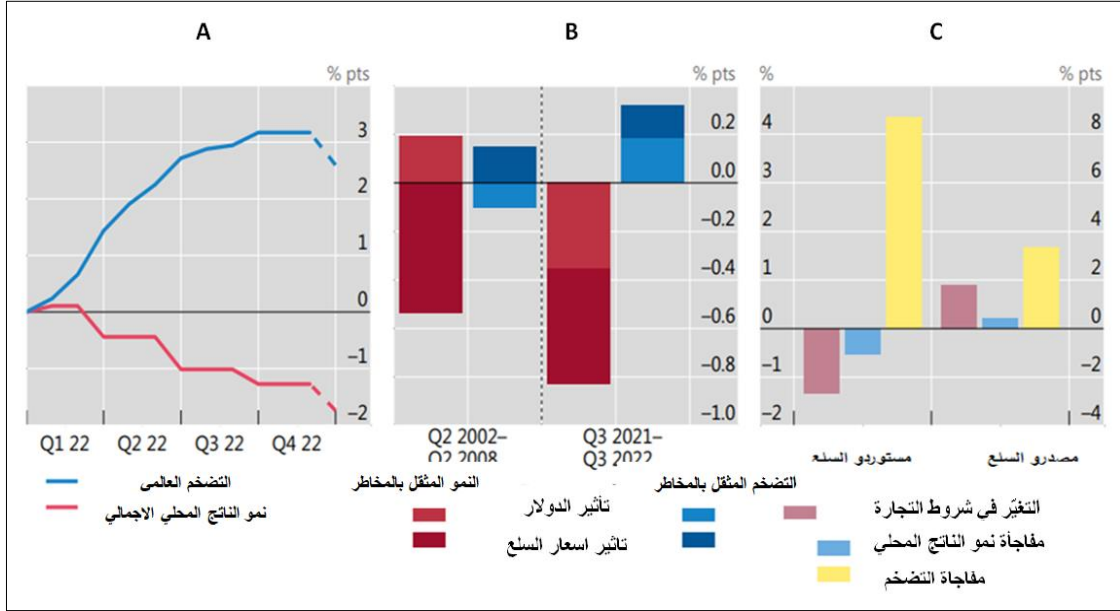 A
B
C
% pts
% pts
%
% pts
3
2
1
0
–1
–2
0.2
0.0
–0.2
–0.4
–0.6
–0.8
–1.0
4
3
2
1
0
–1
–2
8
6
4
2
0
–2
–4
Q1 22
Q2 22
Q3 22
Q4 22
Q2 2002–
Q2 2008
Q3 2021–
Q3 2022
مستوردو السلع
مصدرو السلع
التضخم العالمى
نمو الناتج المحلي الاجمالي
النمو المثقل بالمخاطر
التضخم المثقل بالمخاطر
تأثير الدولار
تاثير اسعار السلع
التغيّر في شروط التجارة
مفاجأة نمو الناتج المحلي
مفاجاة التضخم